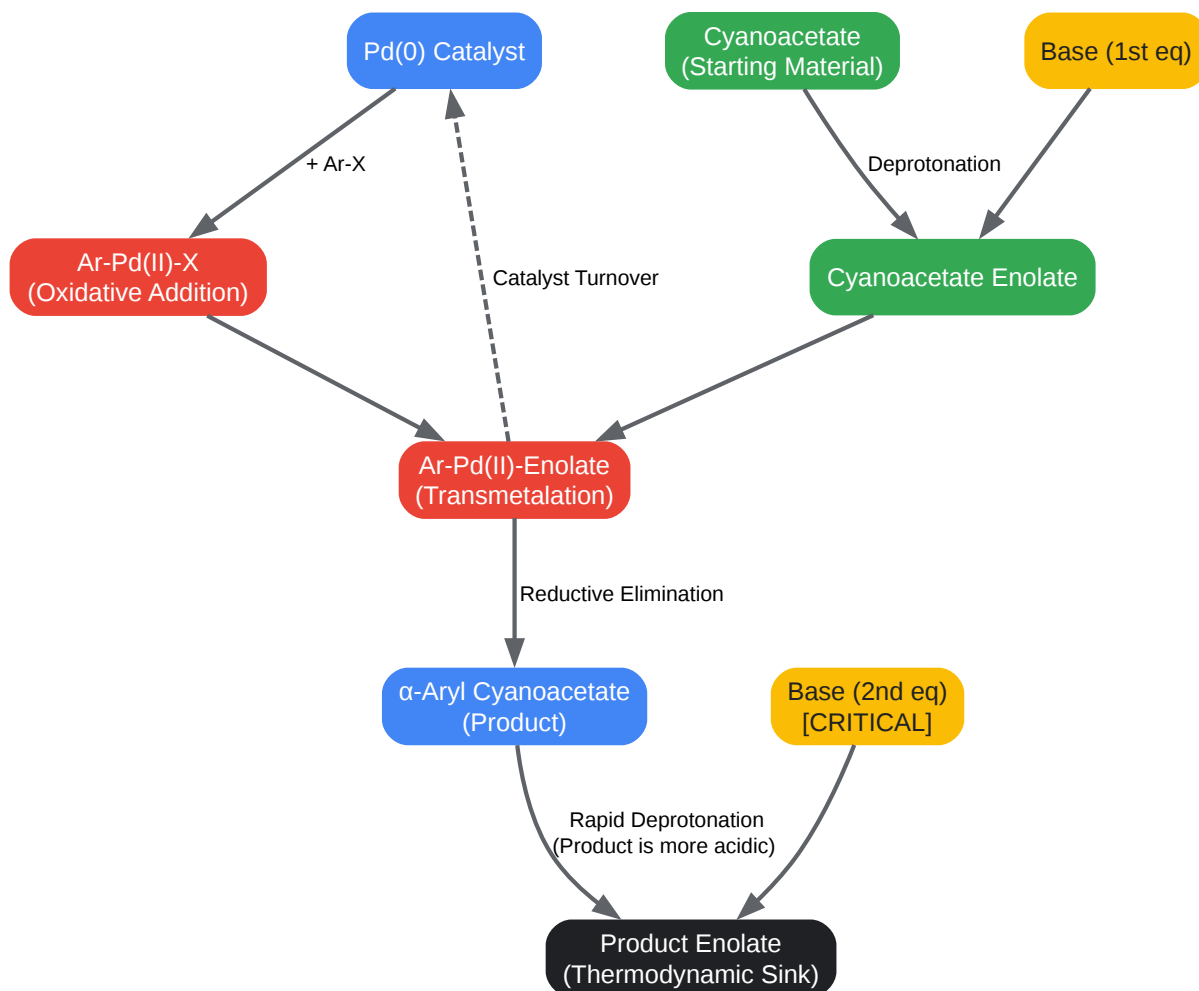 Pd(0) Catalyst
Cyanoacetate
(Starting Material)
Base (1st eq)
+ Ar-X
Deprotonation
Ar-Pd(II)-X
(Oxidative Addition)
Catalyst Turnover
Cyanoacetate Enolate
Ar-Pd(II)-Enolate
(Transmetalation)
Reductive Elimination
α-Aryl Cyanoacetate
(Product)
Base (2nd eq)
[CRITICAL]
Rapid Deprotonation
(Product is more acidic)
Product Enolate
(Thermodynamic Sink)